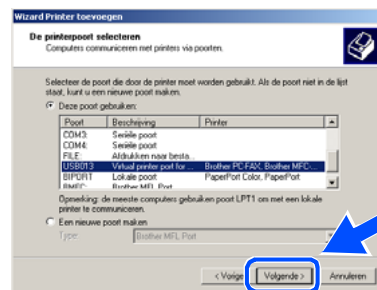 Wizard Printer toevoegen
De printerpoort selecteren
Computers communiceren met printers via poorten.
Selecteer de poort die door de printer moet worden gebruikt. Als de poort niet in de lijst
staat, kunt u een nieuwe poort maken.
Deze poort gebruiken:
Poort Beschrijving Printer
COM3: Seriële poort
COM4: Seriële poort
FILE: Afdrukken naar besta...
USB013 Virtual printer port for ... Brother PC-FAX, Brother MFC-...
BIPORT Lokale poort PaperPort Color, PaperPort
BMFC: Brother MFL Port
Opmerking: de meeste computers gebruiken poort LPT1 om met een lokale
printer te communiceren.
Een nieuwe poort maken
Type: Brother MFL Port
< Vorige Volgende > Annuleren